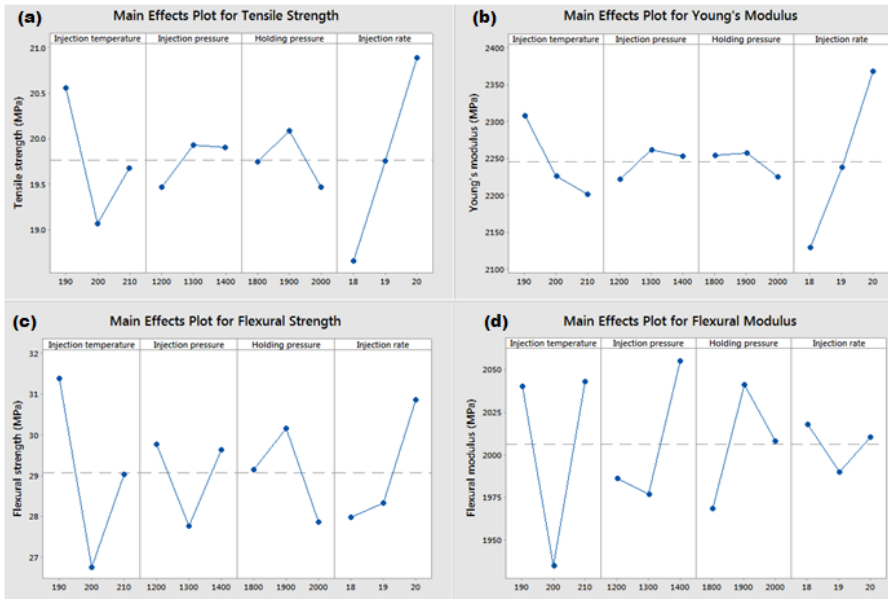 (a)
Main Effects Plot for Tensile Strength
Injection temperature Injection pressure Holding pressure Injection rate
Tensile strength (MPa)
21.0
20.5
20.0
19.5
19.0
190 200 210 1200 1300 1400 1800 1900 2000 18 19 20
(b)
Main Effects Plot for Young's Modulus
Injection temperature Injection pressure Holding pressure Injection rate
Young's modulus (MPa)
2400
2350
2300
2250
2200
2150
2100
190 200 210 1200 1300 1400 1800 1900 2000 18 19 20
(c)
Main Effects Plot for Flexural Strength
Injection temperature Injection pressure Holding pressure Injection rate
Flexural strength (MPa)
32
31
30
29
28
27
190 200 210 1200 1300 1400 1800 1900 2000 18 19 20
(d)
Main Effects Plot for Flexural Modulus
Injection temperature Injection pressure Holding pressure Injection rate
Flexural modulus (MPa)
2050
2025
2000
1975
1950
190 200 210 1200 1300 1400 1800 1900 2000 18 19 20